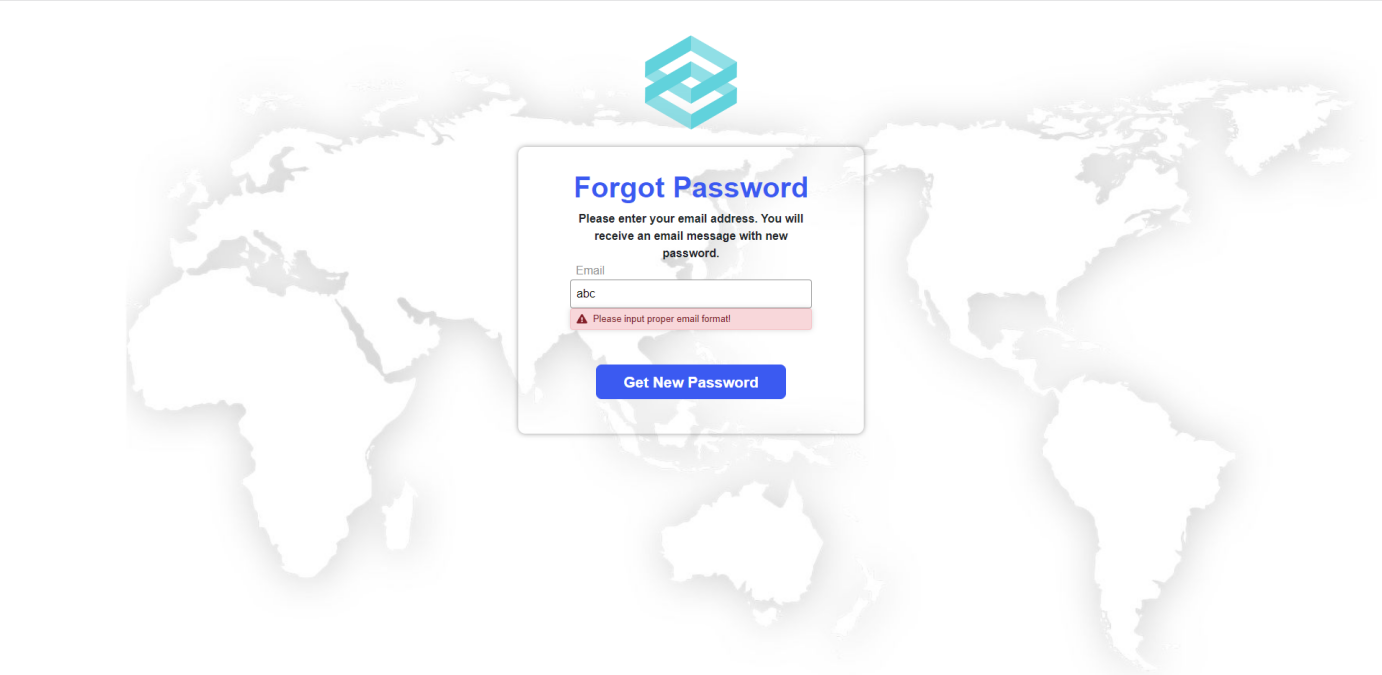 Forgot Password
Please enter your email address. You will
receive an email message with new
password.
Email
abc
Please input proper email format!
Get New Password